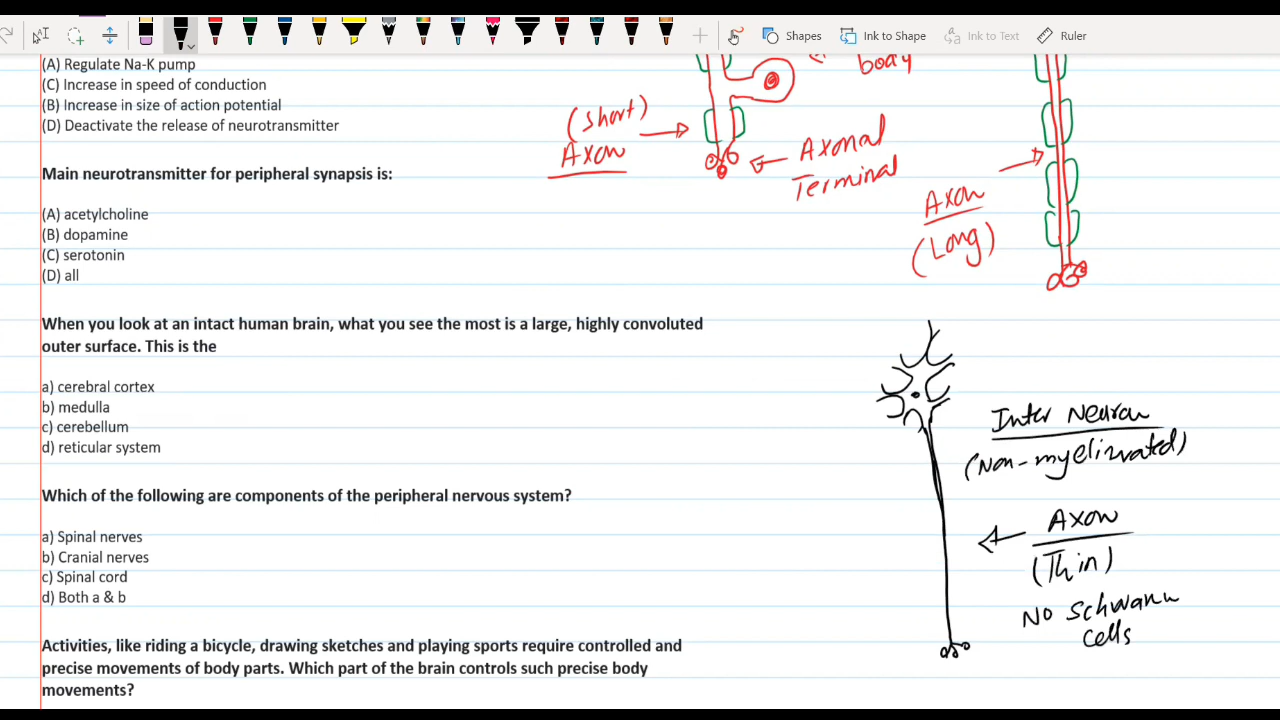 Shapes
Ink to Shape
Ink to Text
Ruler
(A) Regulate Na-K pump
(C) Increase in speed of conduction
(B) Increase in size of action potential
(D) Deactivate the release of neurotransmitter
Main neurotransmitter for peripheral synapsis is:
(A) acetylcholine
(B) dopamine
(C) serotonin
(D) all
When you look at an intact human brain, what you see the most is a large, highly convoluted
outer surface. This is the
a) cerebral cortex
b) medulla
c) cerebellum
d) reticular system
Which of the following are components of the peripheral nervous system?
a) Spinal nerves
b) Cranial nerves
c) Spinal cord
d) Both a & b
Activities, like riding a bicycle, drawing sketches and playing sports require controlled and
precise movements of body parts. Which part of the brain controls such precise body
movements?
body
(Short)
Axon
Axonal
Terminal
Axon
(Long)
Inter Neuron
(Non-myelinated)
Axon
(Thin)
No Schwann
cells